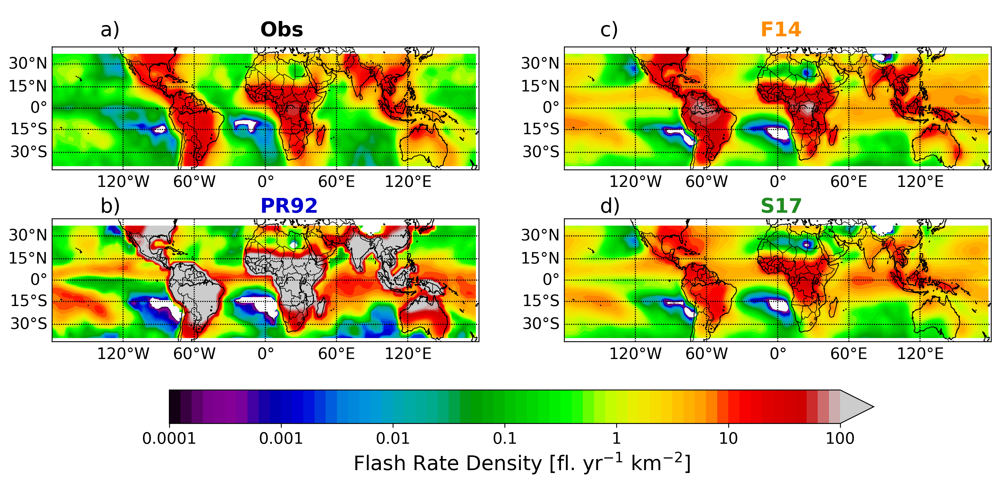 a) Obs
30°N
15°N
0°
15°S
30°S
120°W 60°W 0° 60°E 120°E
b) PR92
30°N
15°N
0°
15°S
30°S
120°W 60°W 0° 60°E 120°E
c) F14
30°N
15°N
0°
15°S
30°S
120°W 60°W 0° 60°E 120°E
d) S17
30°N
15°N
0°
15°S
30°S
120°W 60°W 0° 60°E 120°E
0.0001 0.001 0.01 0.1 1 10 100
Flash Rate Density [fl. yr⁻¹ km⁻²]